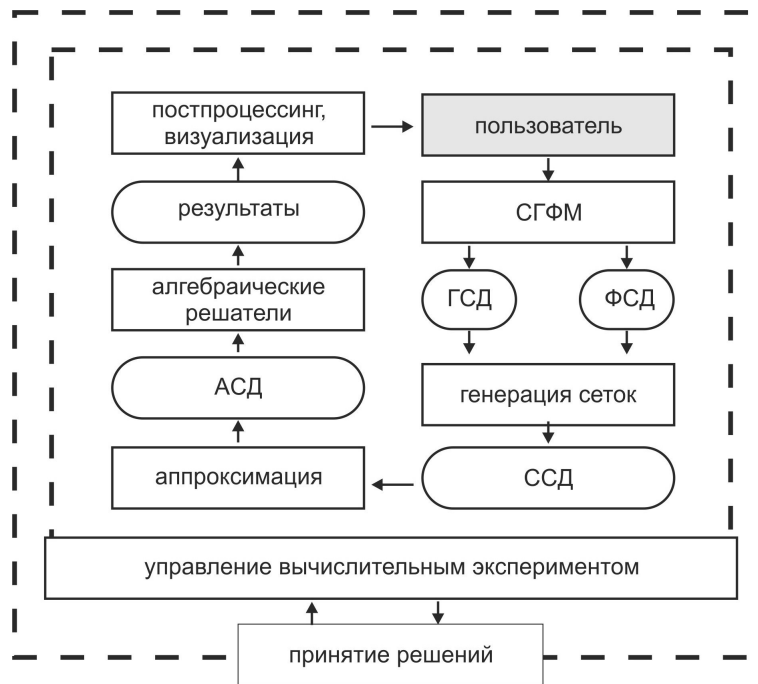 постпроцессинг,
визуализация
пользователь
результаты
СГФМ
алгебраические
решатели
ГСД
ФСД
АСД
генерация сеток
аппроксимация
ССД
управление вычислительным экспериментом
принятие решений